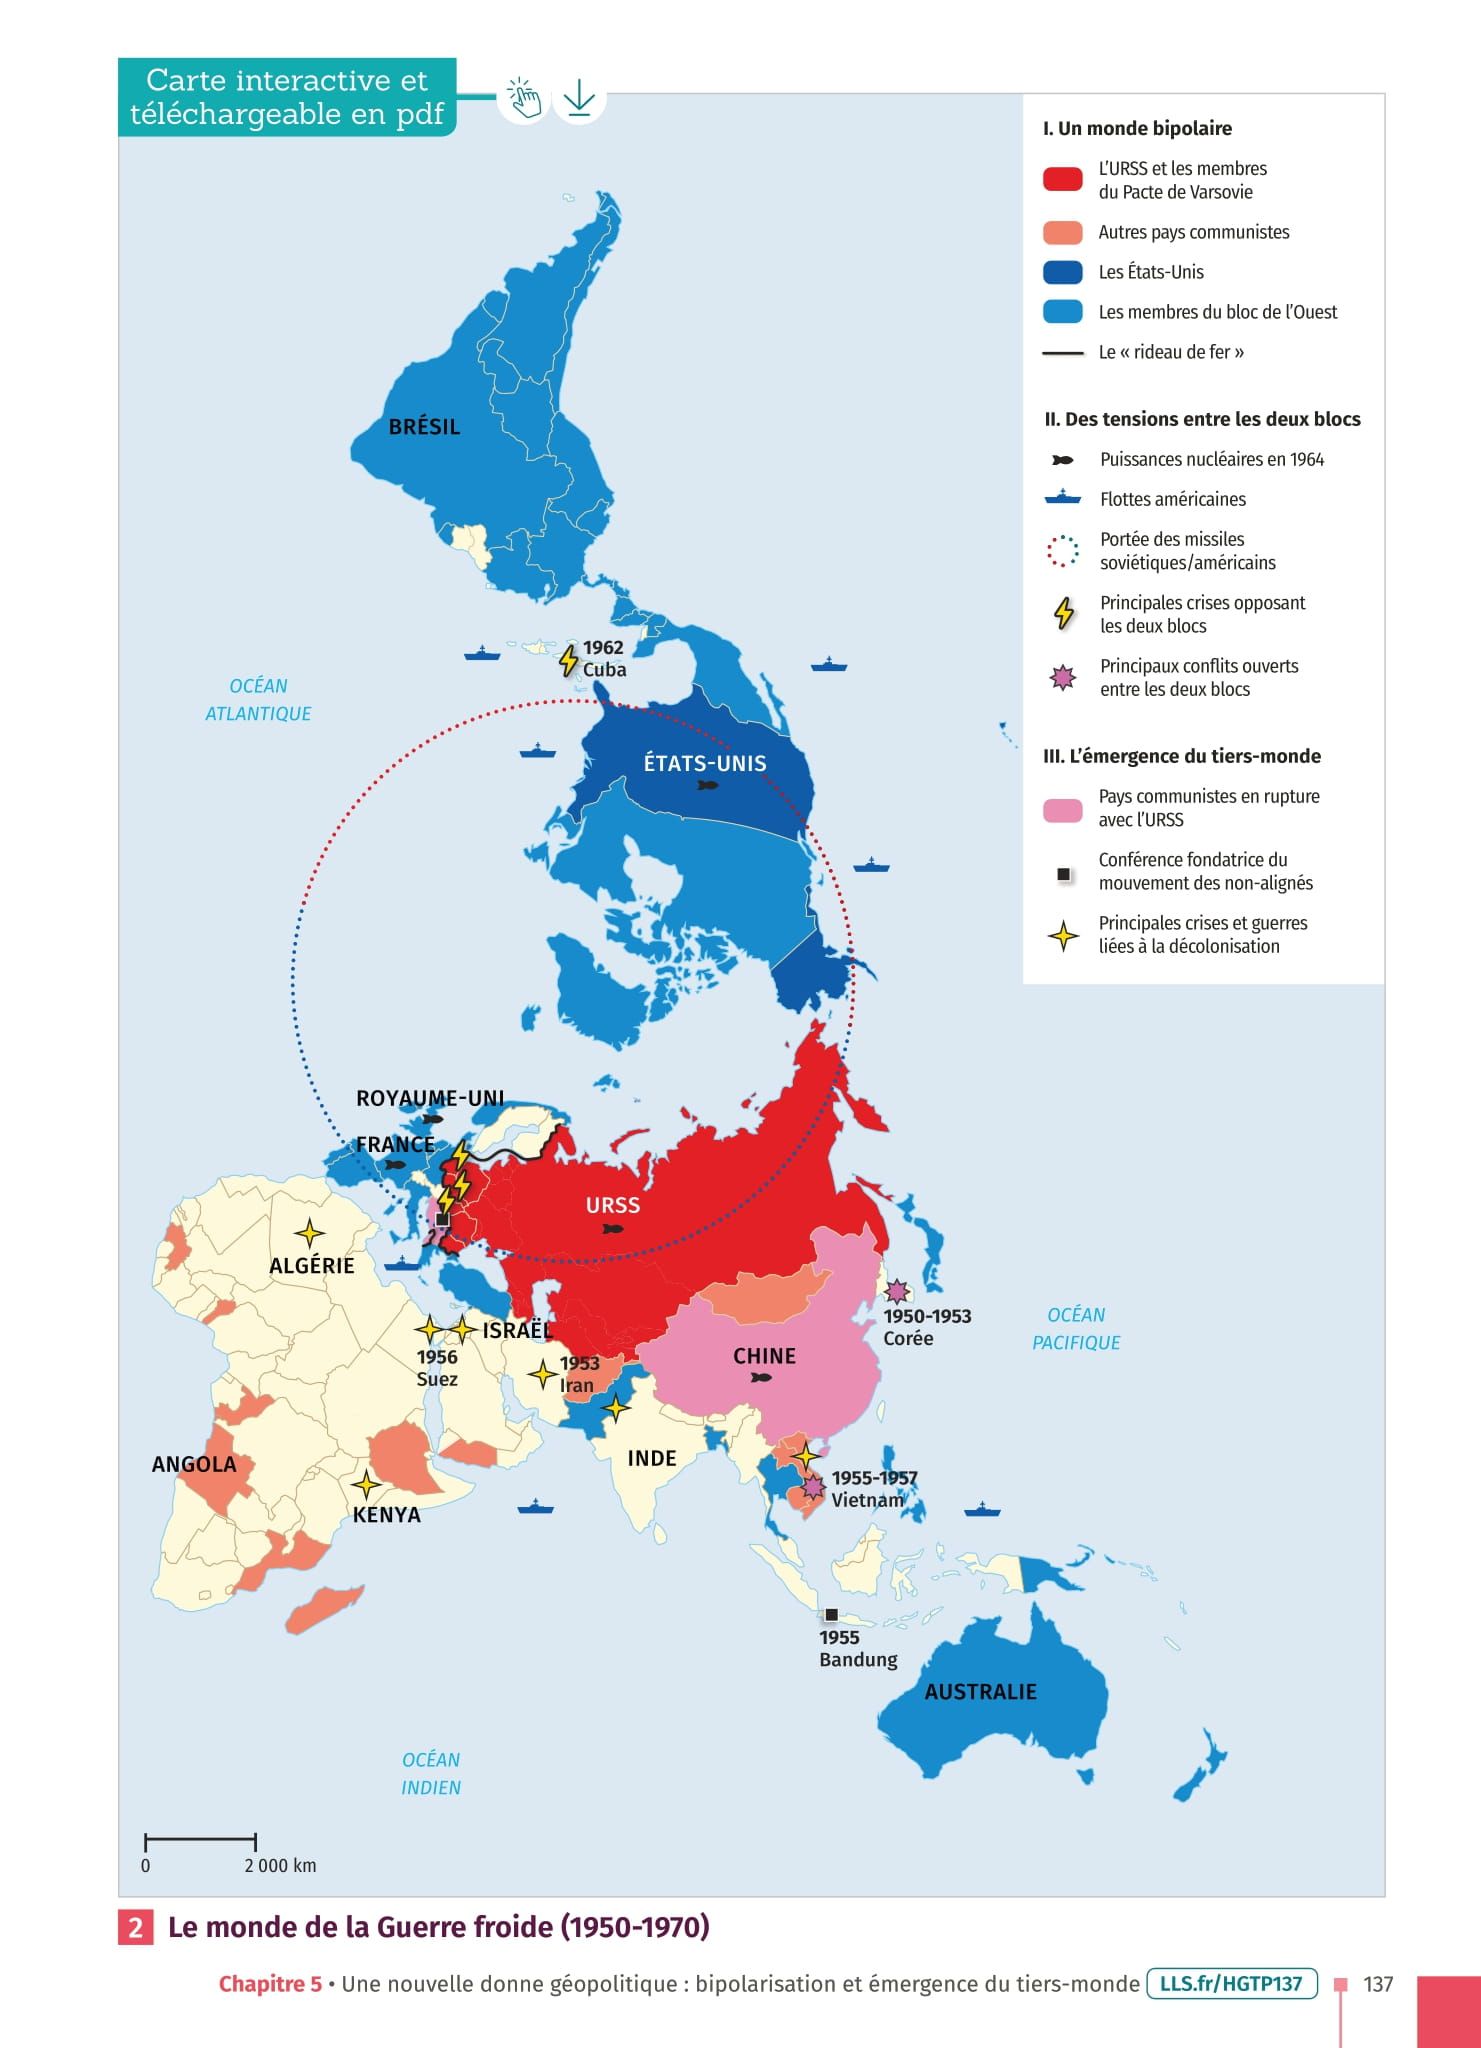 Carte interactive et
téléchargeable en pdf
I. Un monde bipolaire
L'URSS et les membres
du Pacte de Varsovie
Autres pays communistes
Les États-Unis
Les membres du bloc de l'Ouest
Le « rideau de fer »
II. Des tensions entre les deux blocs
Puissances nucléaires en 1964
Flottes américaines
Portée des missiles
soviétiques/américains
Principales crises opposant
les deux blocs
Principaux conflits ouverts
entre les deux blocs
III. L'émergence du tiers-monde
Pays communistes en rupture
avec l'URSS
Conférence fondatrice du
mouvement des non-alignés
Principales crises et guerres
liées à la décolonisation
BRÉSIL
1962
Cuba
OCÉAN
ATLANTIQUE
ÉTATS-UNIS
ROYAUME-UNI
FRANCE
URSS
ALGÉRIE
ISRAËL
1956
Suez
1953
Iran
CHINE
1950-1953
Corée
OCÉAN
PACIFIQUE
INDE
ANGOLA
KENYA
1955-1957
Vietnam
1955
Bandung
AUSTRALIE
OCÉAN
INDIEN
0 2 000 km
2 Le monde de la Guerre froide (1950-1970)
Chapitre 5 • Une nouvelle donne géopolitique : bipolarisation et émergence du tiers-monde LLS.fr/HGTP137 137